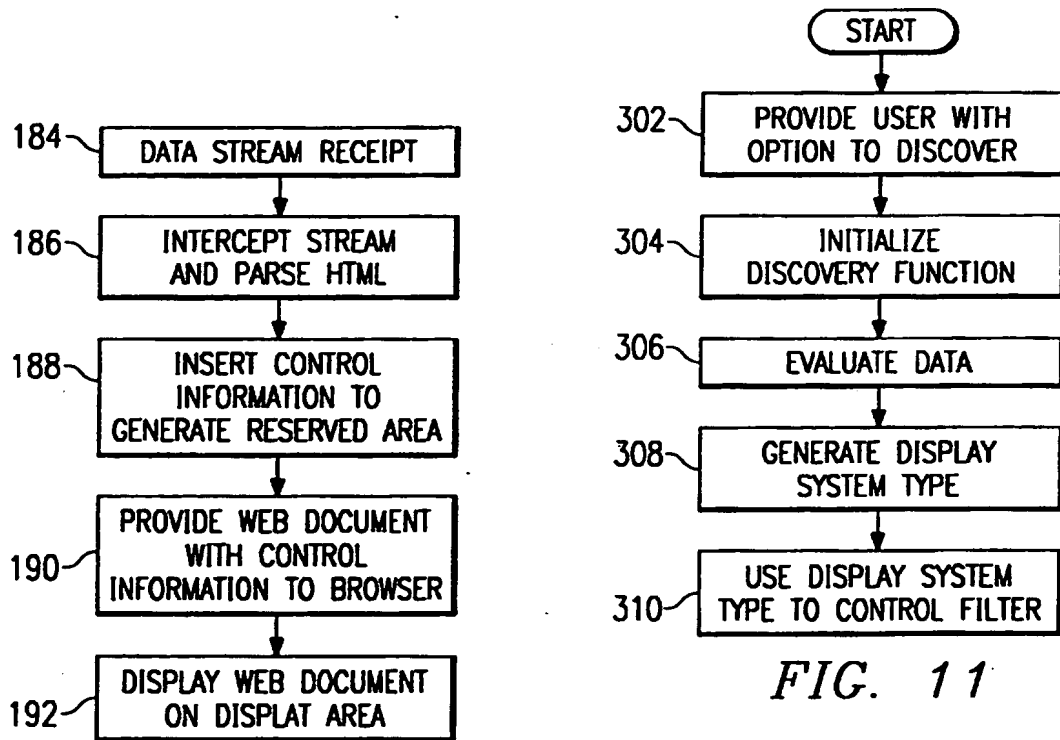 184
DATA STREAM RECEIPT
186
INTERCEPT STREAM
AND PARSE HTML
188
INSERT CONTROL
INFORMATION TO
GENERATE RESERVED AREA
190
PROVIDE WEB DOCUMENT
WITH CONTROL
INFORMATION TO BROWSER
192
DISPLAY WEB DOCUMENT
ON DISPLAT AREA
START
302
PROVIDE USER WITH
OPTION TO DISCOVER
304
INITIALIZE
DISCOVERY FUNCTION
306
EVALUATE DATA
308
GENERATE DISPLAY
SYSTEM TYPE
310
USE DISPLAY SYSTEM
TYPE TO CONTROL FILTER
FIG. 11